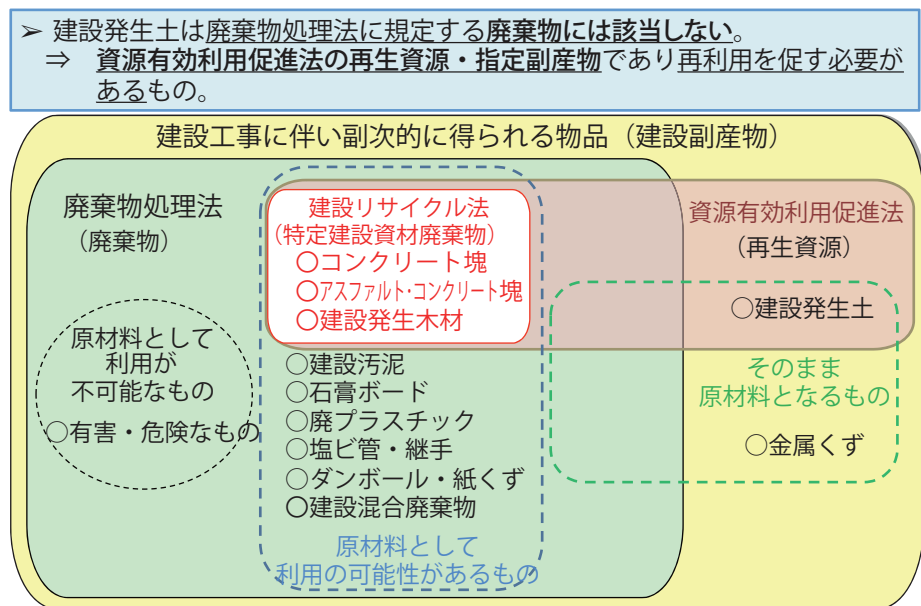 ➢ 建設発生土は廃棄物処理法に規定する廃棄物には該当しない。
⇒ 資源有効利用促進法の再生資源・指定副産物であり再利用を促す必要が
あるもの。
建設工事に伴い副次的に得られる物品（建設副産物）
廃棄物処理法
（廃棄物）
建設リサイクル法
(特定建設資材廃棄物)
○コンクリート塊
○アスファルト・コンクリート塊
○建設発生木材
資源有効利用促進法
（再生資源）
○建設発生土
原材料として
利用が
不可能なもの
○有害・危険なもの
○建設汚泥
○石膏ボード
○廃プラスチック
○塩ビ管・継手
○ダンボール・紙くず
○建設混合廃棄物
原材料として
利用の可能性があるもの
そのまま
原材料となるもの
○金属くず